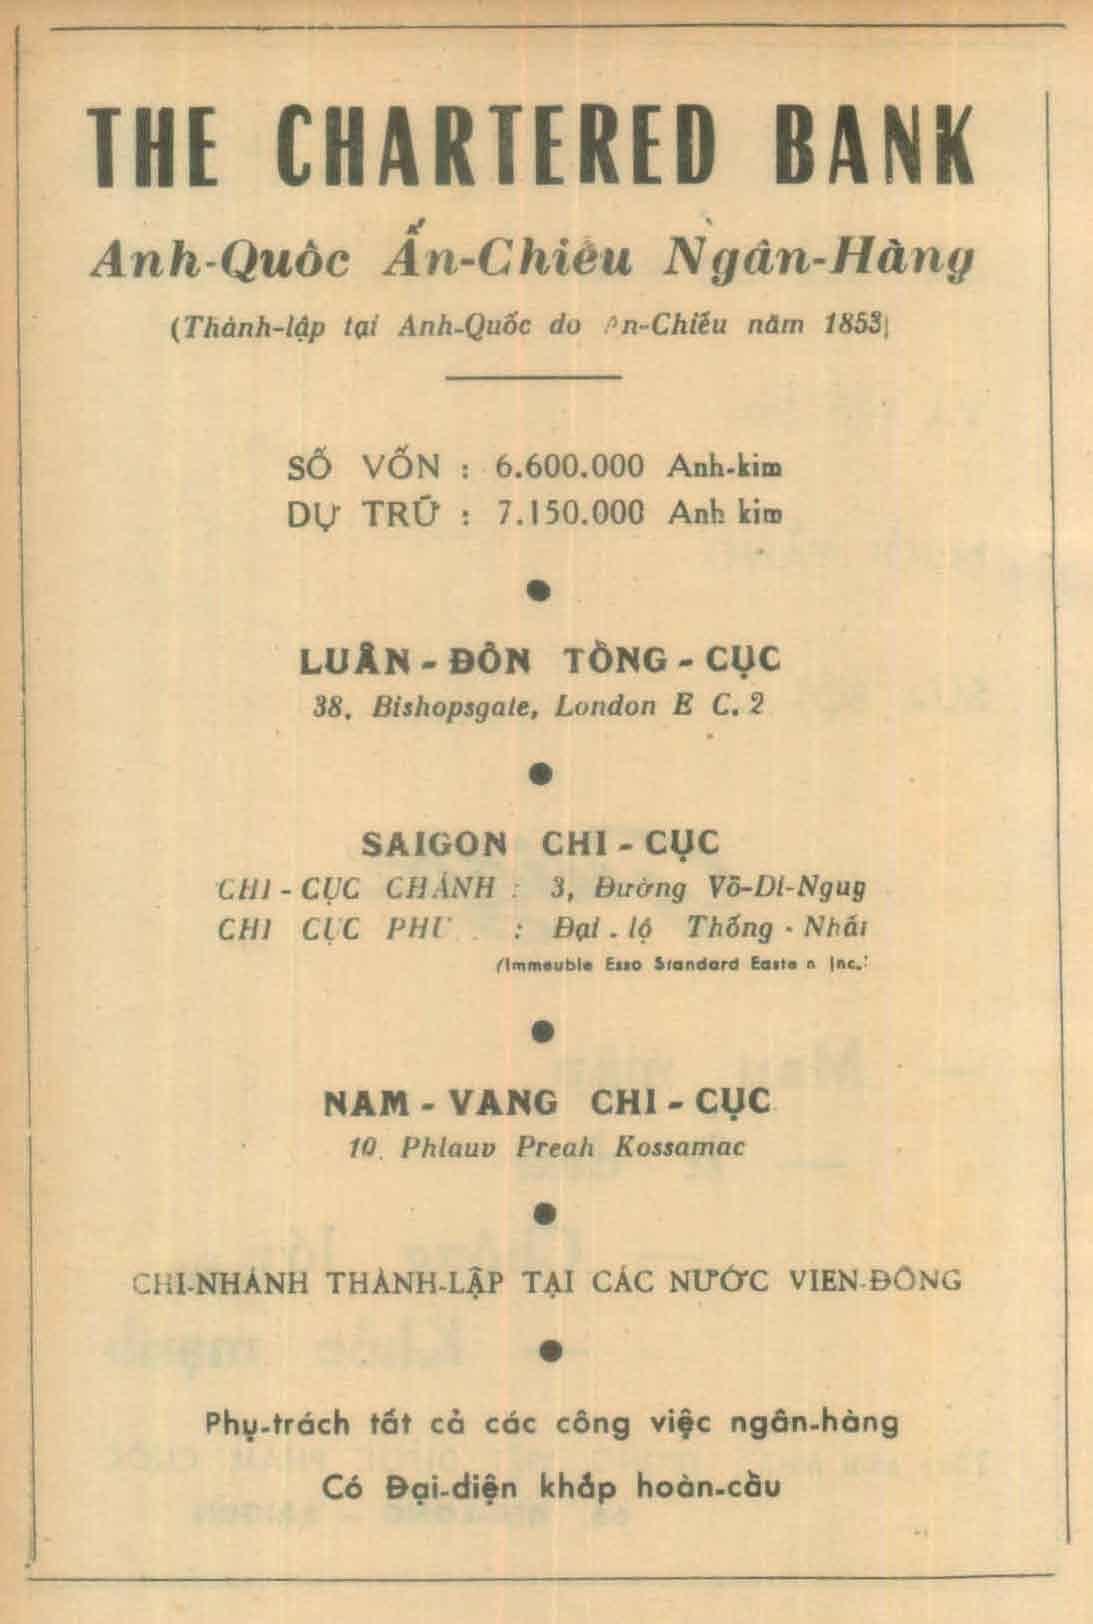 THE CHARTERED BANK
Anh-Quôc Ấn-Chiêu Ngân-Hàng
(Thành-lập tại Anh-Quốc do Ấn-Chiếu năm 1853)
SỐ VỐN : 6.600.000 Anh-kim
DỰ TRỮ : 7.150.000 Anh kim
LUÂN - ĐÔN TỔNG - CỤC
38, Bishopsgate, London E C. 2
SAIGON CHI - CỤC
CHI - CỤC CHÁNH : 3, Đường Võ-Di-Nguy
CHI CỤC PHỤ : Đại - lộ Thống - Nhất
(Immeuble Esso Standard Eastern Inc.)
NAM - VANG CHI - CỤC
10. Phlauv Preah Kossamac
CHI-NHÁNH THÀNH-LẬP TẠI CÁC NƯỚC VIEN-ĐÔNG
Phụ-trách tất cả các công việc ngân-hàng
Có Đại-diện khắp hoàn-cầu